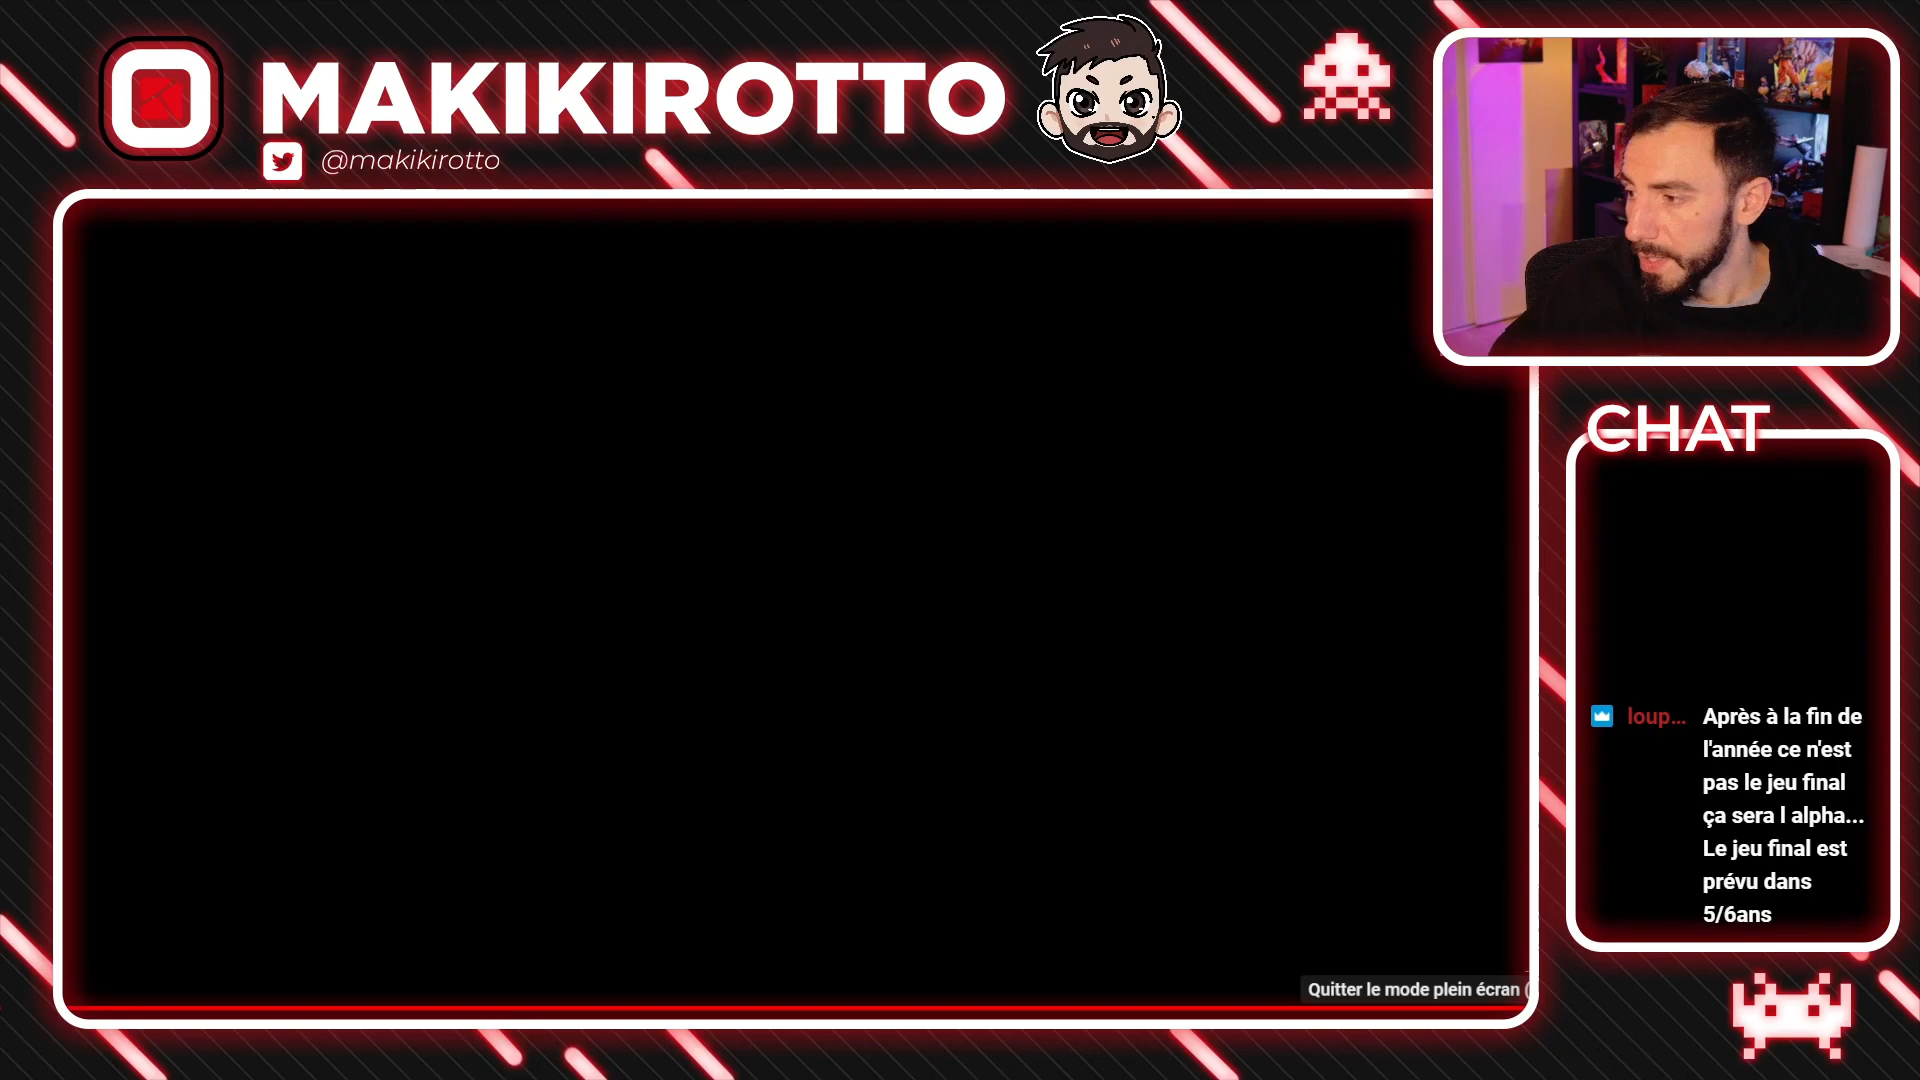 MAKIKIROTTO
@makikirotto
CHAT
loup... Après à la fin de
l'année ce n'est
pas le jeu final
ça sera l alpha...
Le jeu final est
prévu dans
5/6ans
Quitter le mode plein écran (